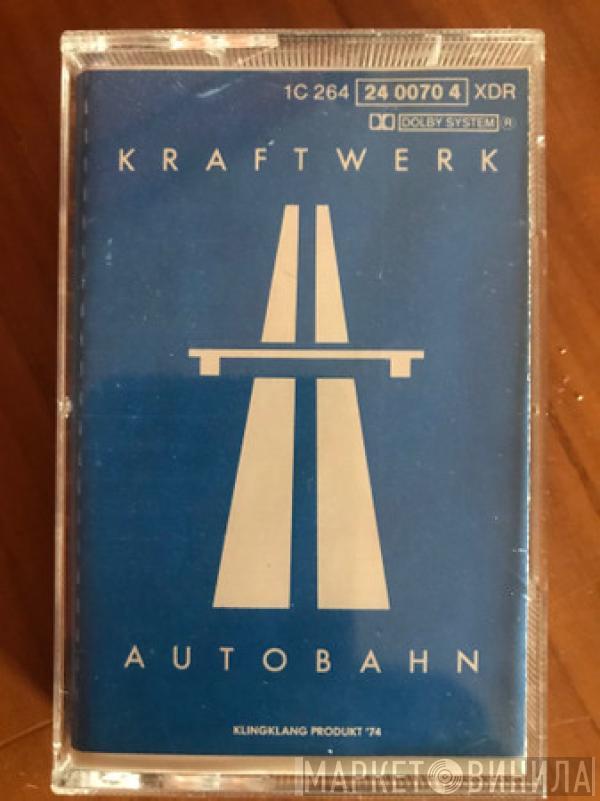 1C 264 24 0070 4 XDR
DOLBY SYSTEM ®
KRAFTWERK
AUTOBAHN
KLINGKLANG PRODUKT '74
МАРКЕТ ВИНИЛА